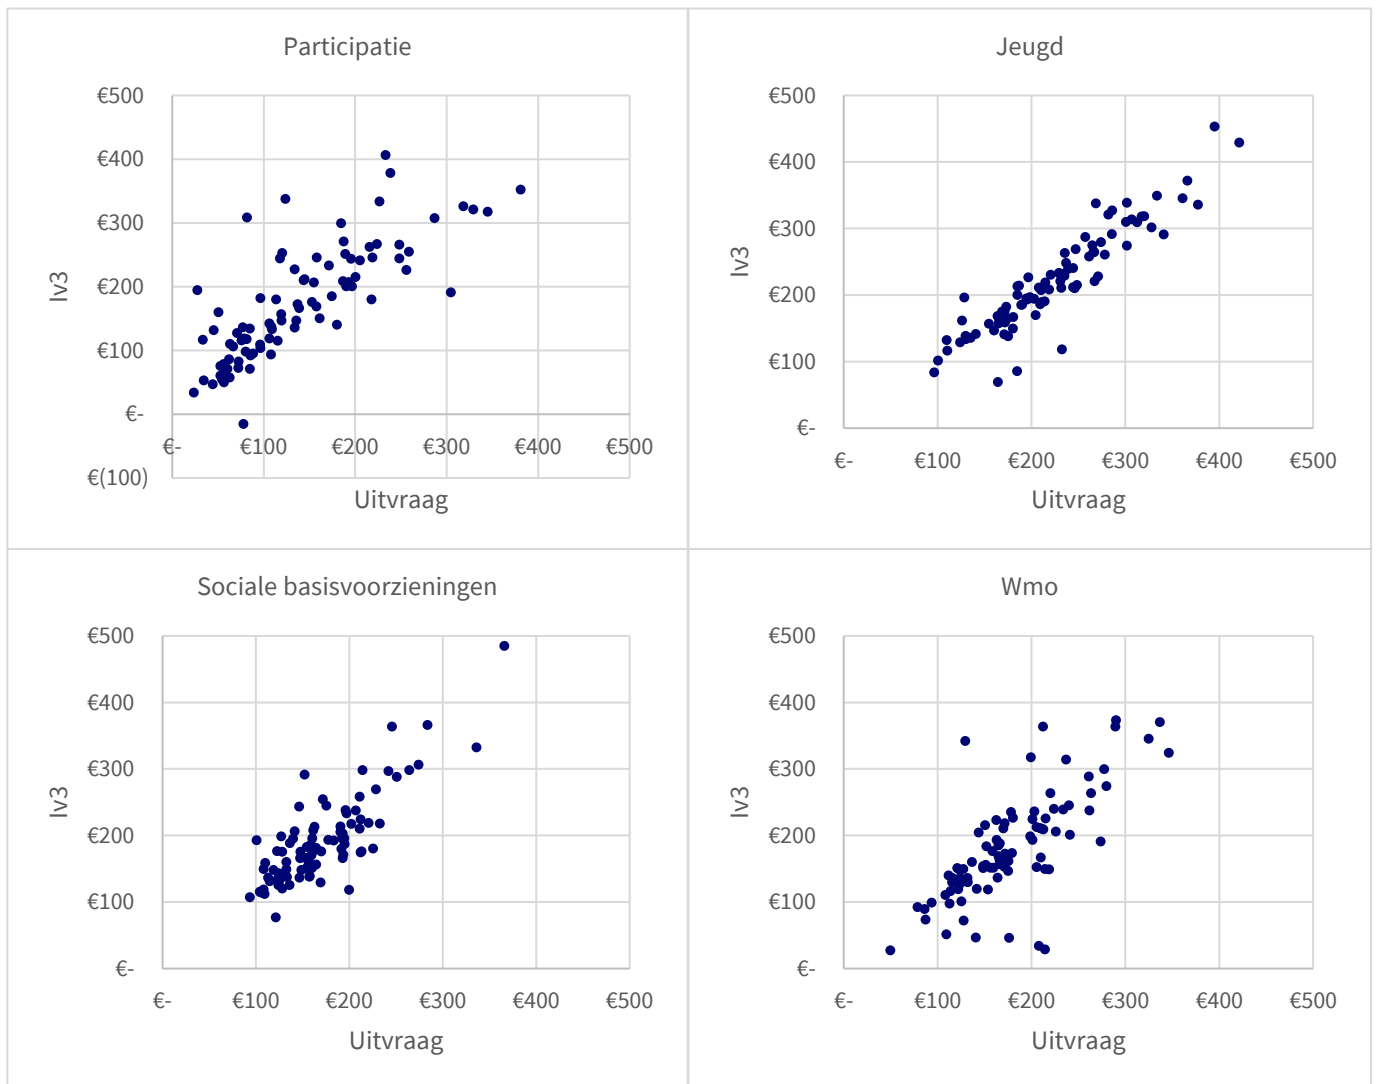 Participatie
€500
€400
€300
€200
€100
€-
€(100)
€- €100 €200 €300 €400 €500
Iv3
Uitvraag
Jeugd
€500
€400
€300
€200
€100
€-
€- €100 €200 €300 €400 €500
Iv3
Uitvraag
Sociale basisvoorzieningen
€500
€400
€300
€200
€100
€-
€- €100 €200 €300 €400 €500
Iv3
Uitvraag
Wmo
€500
€400
€300
€200
€100
€-
€- €100 €200 €300 €400 €500
Iv3
Uitvraag